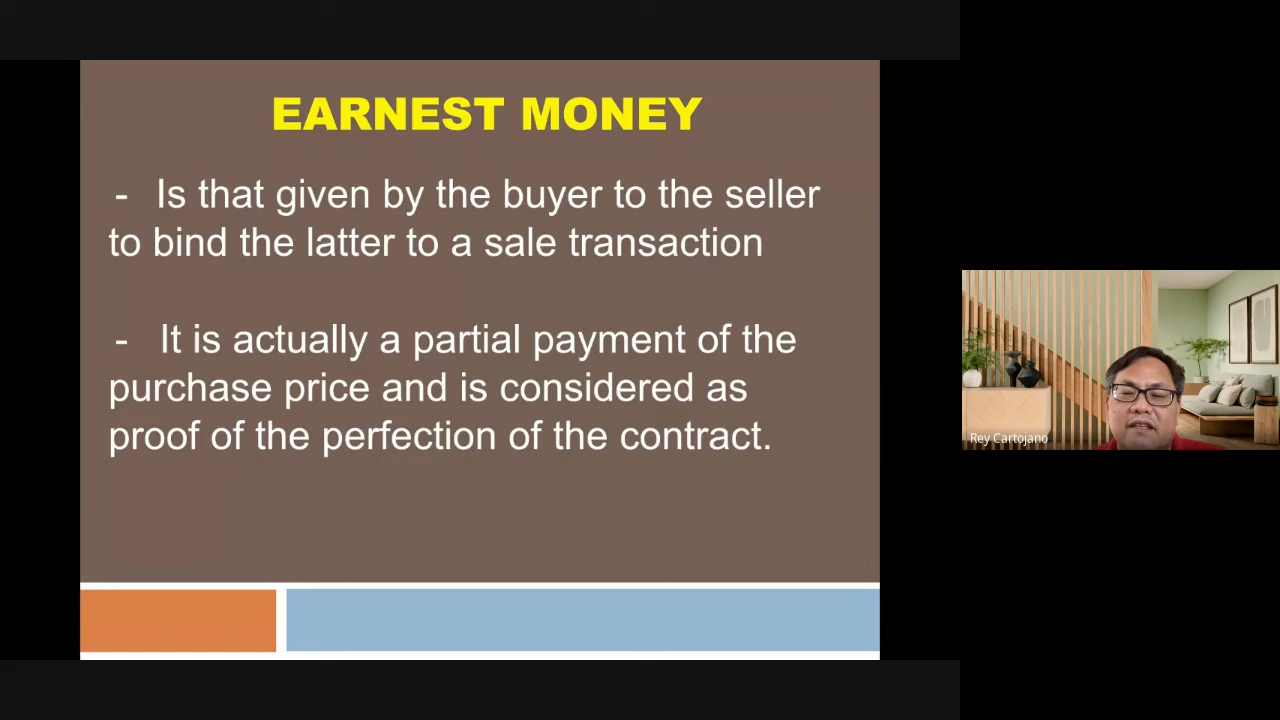 EARNEST MONEY
- Is that given by the buyer to the seller
to bind the latter to a sale transaction
- It is actually a partial payment of the
purchase price and is considered as
proof of the perfection of the contract.
Rey Cartojano